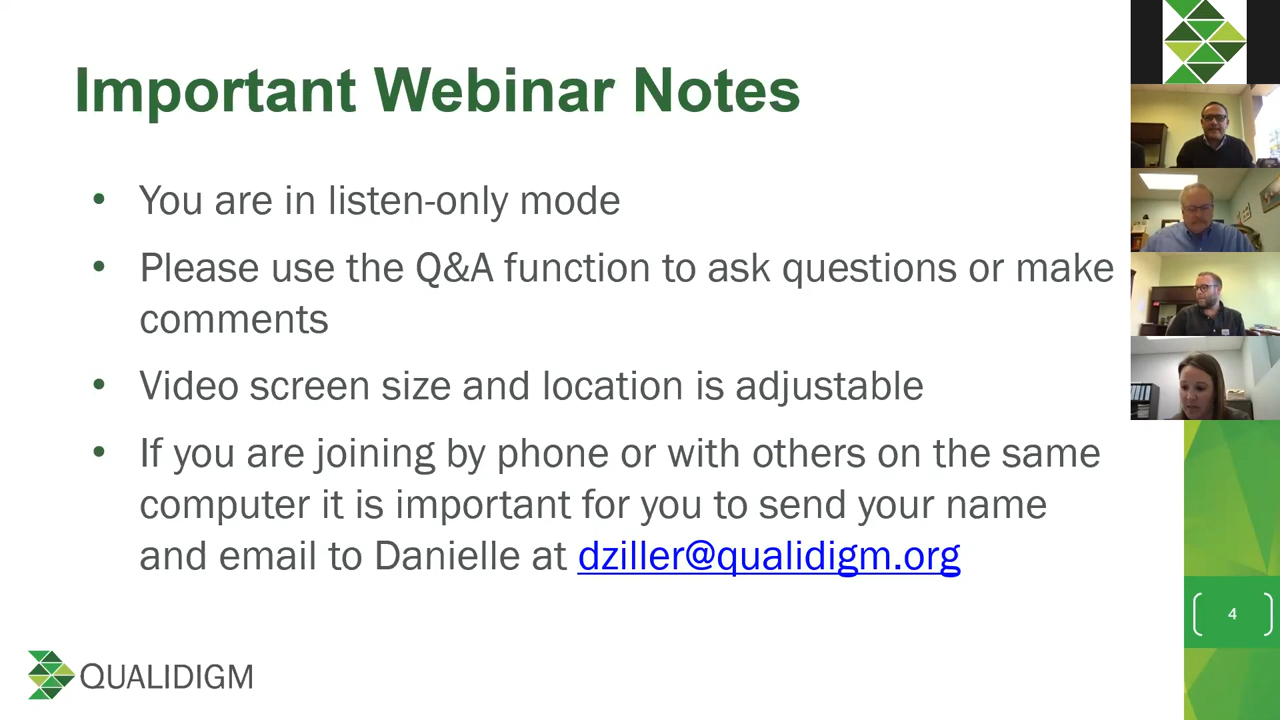 Important Webinar Notes
• You are in listen-only mode
• Please use the Q&A function to ask questions or make
comments
• Video screen size and location is adjustable
• If you are joining by phone or with others on the same
computer it is important for you to send your name
and email to Danielle at dziller@qualidigm.org
4
QUALIDIGM